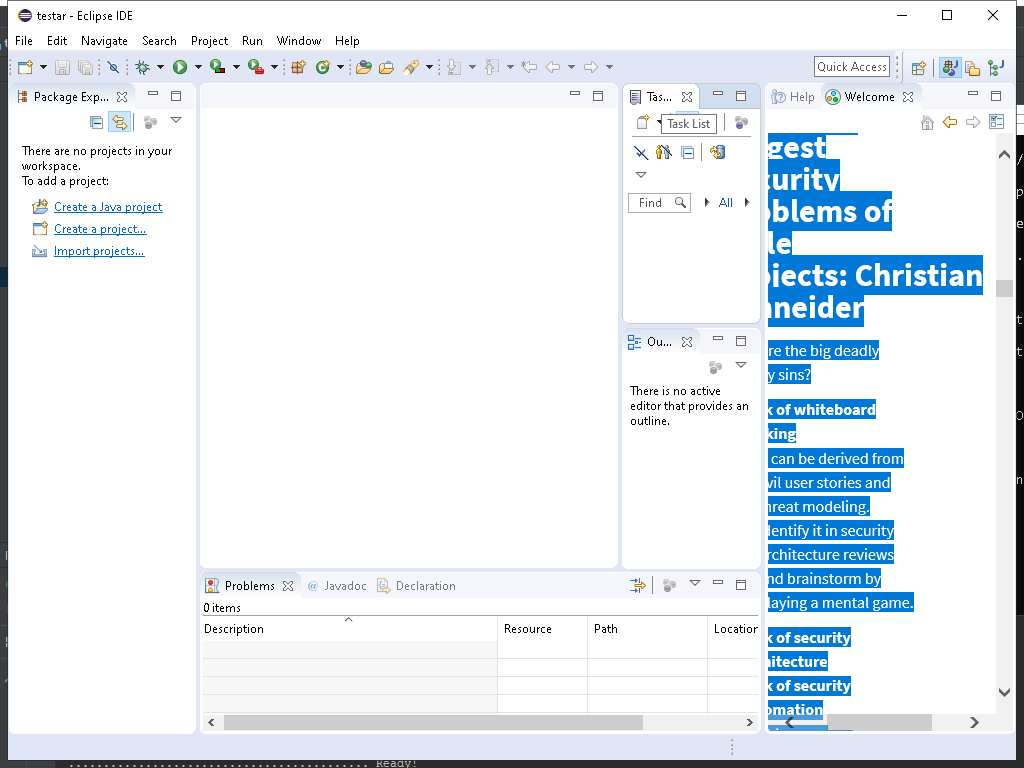 testar - Eclipse IDE
File Edit Navigate Search Project Run Window Help
Quick Access
Package Exp...
There are no projects in your
workspace.
To add a project:
Create a Java project
Create a project...
Import projects...
Tas...
Task List
Find
All
Ou...
There is no active
editor that provides an
outline.
Problems @ Javadoc Declaration
0 items
Description Resource Path Location
Help Welcome
gest
curity
oblems of
le
ojects: Christian
hneider
re the big deadly
y sins?
k of whiteboard
king
can be derived from
vil user stories and
hreat modeling.
dentify it in security
rchitecture reviews
nd brainstorm by
laying a mental game.
k of security
hitecture
k of security
omation
Ready!